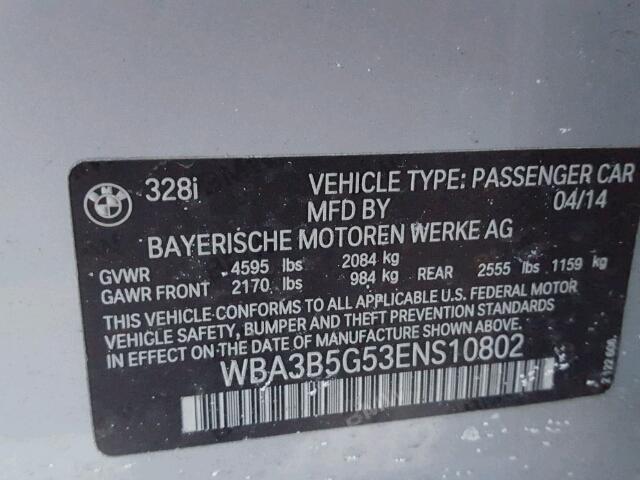 BMW
328i VEHICLE TYPE: PASSENGER CAR
MFD BY 04/14
BAYERISCHE MOTOREN WERKE AG
GVWR 4595 lbs 2084 kg
GAWR FRONT 2170 lbs 984 kg REAR 2555 lbs 1159 kg
THIS VEHICLE CONFORMS TO ALL APPLICABLE U.S. FEDERAL MOTOR
VEHICLE SAFETY, BUMPER AND THEFT PREVENTION STANDARDS
IN EFFECT ON THE DATE OF MANUFACTURE SHOWN ABOVE.
WBA3B5G53ENS10802